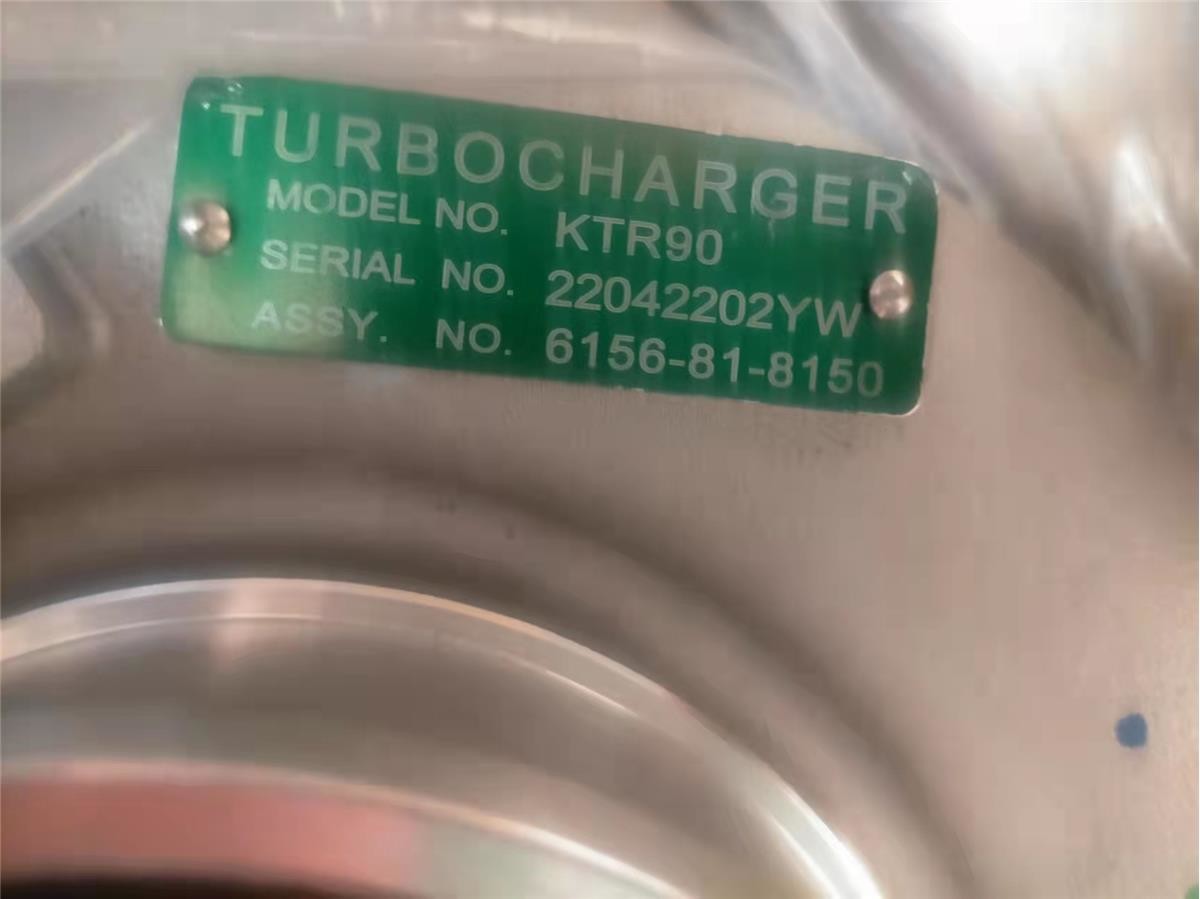 TURBOCHARGER
MODEL NO. KTR90
SERIAL NO. 22042202YW
ASSY. NO. 6156-81-8150